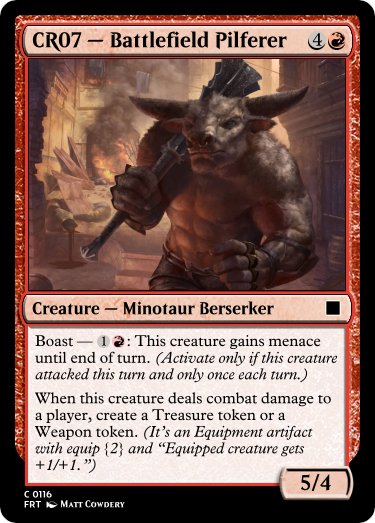 CR07 — Battlefield Pilferer 4
Creature — Minotaur Berserker
Boast — 1 : This creature gains menace
until end of turn. (Activate only if this creature
attacked this turn and only once each turn.)
When this creature deals combat damage to
a player, create a Treasure token or a
Weapon token. (It's an Equipment artifact
with equip {2} and “Equipped creature gets
+1/+1.”)
5/4
C 0116
FRT Matt Cowdery